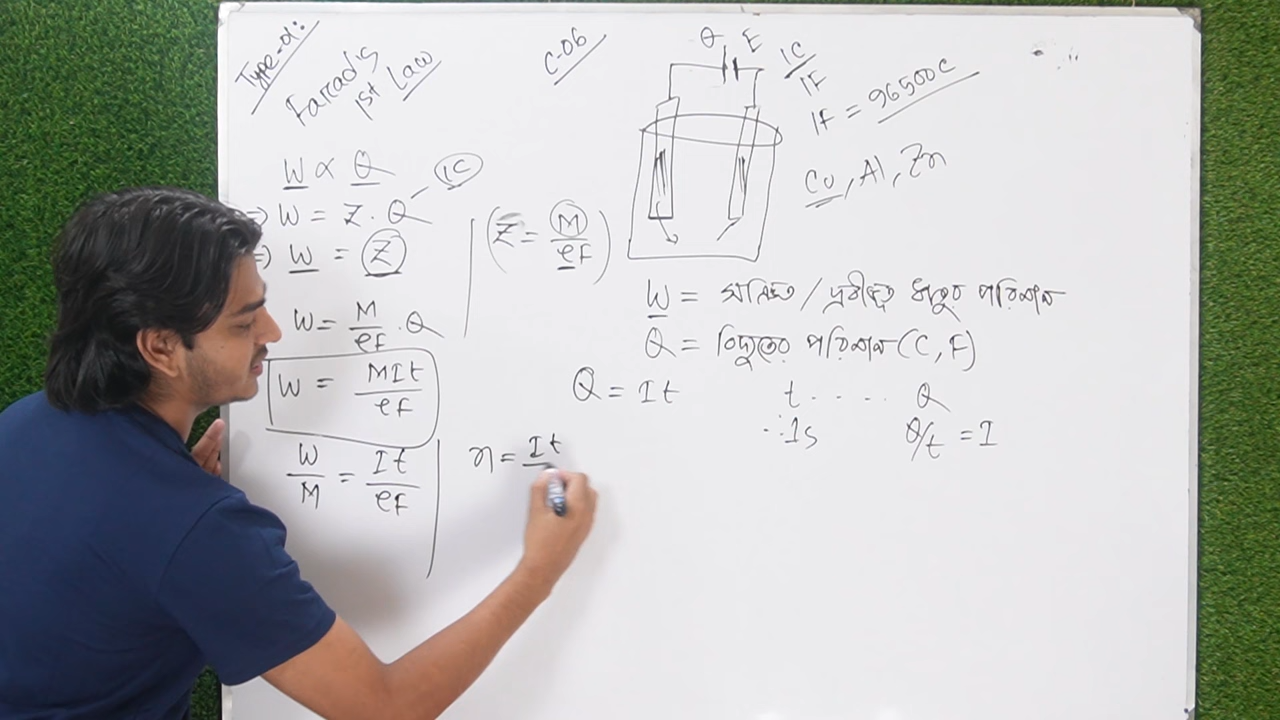 Type-01:
Faraday's
1st Law
C-06
W ∝ Q
1C
⇒ W = Z · Q
⇒ W = Z
(Z = M/eF)
W = M/eF · Q
W = MIt/eF
W/M = It/eF
n = It
Q E
1C/1F
1F = 96500C
Cu, Al, Zn
W = সঞ্চিত / দ্রবীভূত ধাতুর পরিমান
Q = বিদ্যুতের পরিমান (C, F)
Q = It
t .... Q
∴ 1s Q/t = I